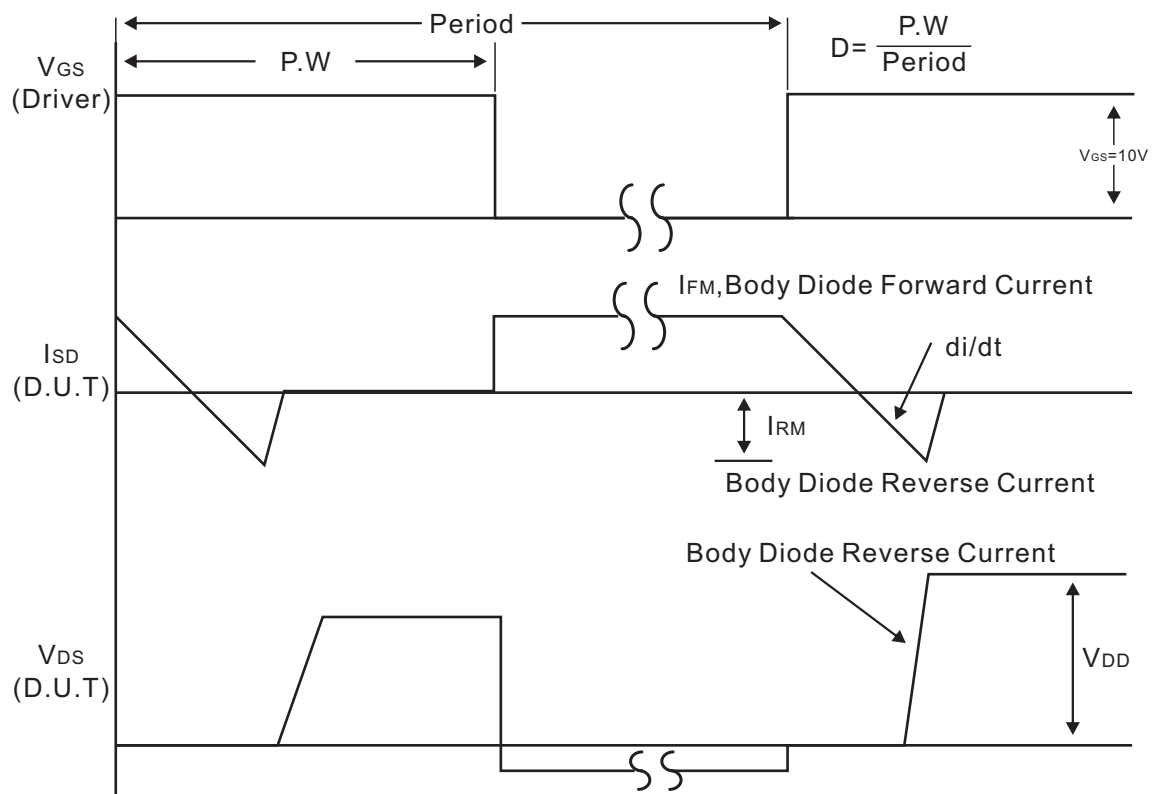 Period
P.W
D= P.W
Period
VGS
(Driver)
VGS=10V
IFM,Body Diode Forward Current
ISD
(D.U.T)
di/dt
IRM
Body Diode Reverse Current
Body Diode Reverse Current
VDS
(D.U.T)
VDD